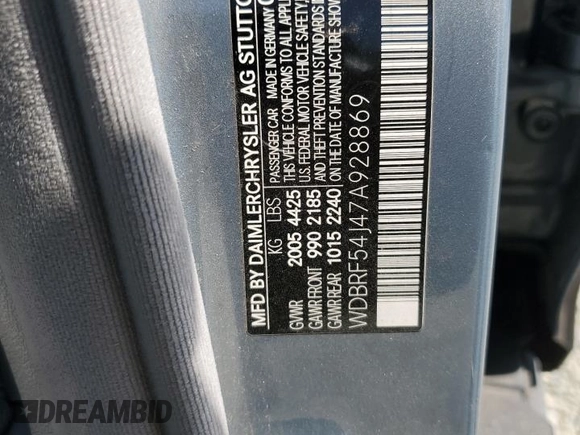 MFD BY DAIMLERCHRYSLER AG STUTTG
KG LBS PASSENGER CAR MADE IN GERMANY
GVWR 2005 4425 THIS VEHICLE CONFORMS TO ALL APPLI
GAWR FRONT 990 2185 U.S. FEDERAL MOTOR VEHICLE SAFETY,
GAWR REAR 1015 2240 AND THEFT PREVENTION STANDARDS
ON THE DATE OF MANUFACTURE SHOW
WDBRF54J47A928869
DREAMBID